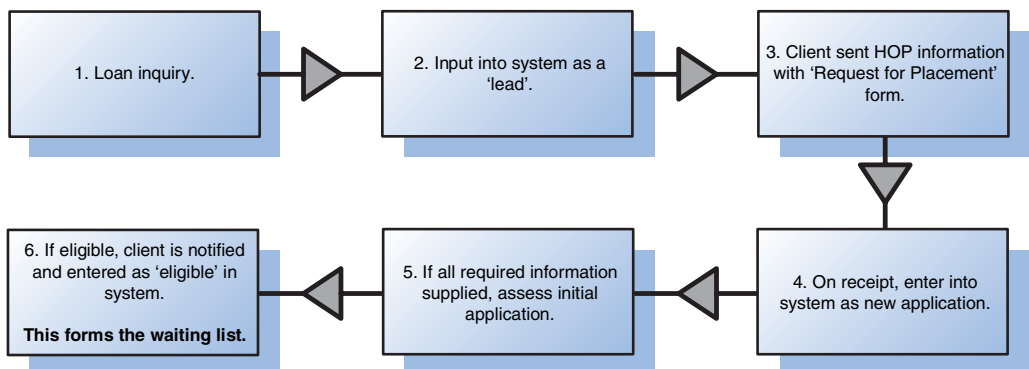 1. Loan inquiry.
2. Input into system as a
‘lead’.
3. Client sent HOP information
with ‘Request for Placement’
form.
4. On receipt, enter into
system as new application.
5. If all required information
supplied, assess initial
application.
6. If eligible, client is notified
and entered as ‘eligible’ in
system.
This forms the waiting list.